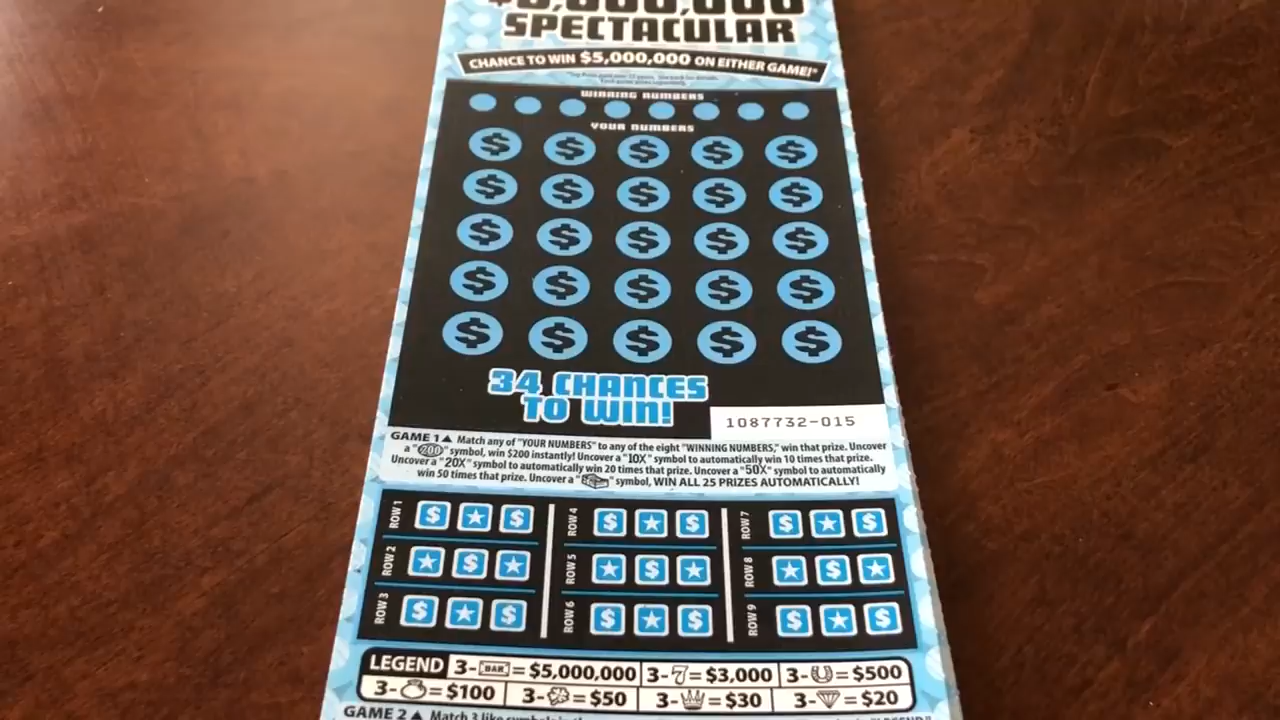 SPECTACULAR
CHANCE TO WIN $5,000,000 ON EITHER GAME!*
WINNING NUMBERS
YOUR NUMBERS
$ $ $ $ $
$ $ $ $ $
$ $ $ $ $
$ $ $ $ $
$ $ $ $ $
34 CHANCES
TO WIN!
1087732-015
GAME 1 ▲ Match any of "YOUR NUMBERS" to any of the eight "WINNING NUMBERS," win that prize. Uncover
a "200" symbol, win $200 instantly! Uncover a "10X" symbol to automatically win 10 times that prize.
Uncover a "20X" symbol to automatically win 20 times that prize. Uncover a "50X" symbol to automatically
win 50 times that prize. Uncover a " " symbol, WIN ALL 25 PRIZES AUTOMATICALLY!
ROW 1 $ ★ $ ROW 4 $ ★ $ ROW 7 $ ★ $
ROW 2 ★ $ ★ ROW 5 ★ $ ★ ROW 8 ★ $ ★
ROW 3 $ ★ $ ROW 6 $ ★ $ ROW 9 $ ★ $
LEGEND 3- BAR = $5,000,000 3- 7 = $3,000 3- = $500
3- = $100 3- = $50 3- = $30 3- = $20
GAME 2 ▲ Match 3 like